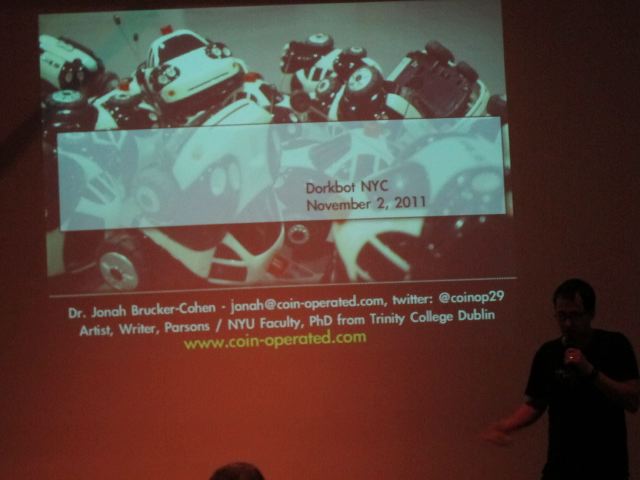 Dorkbot NYC
November 2, 2011
Dr. Jonah Brucker-Cohen - jonah@coin-operated.com, twitter: @coinop29
Artist, Writer, Parsons / NYU Faculty, PhD from Trinity College Dublin
www.coin-operated.com